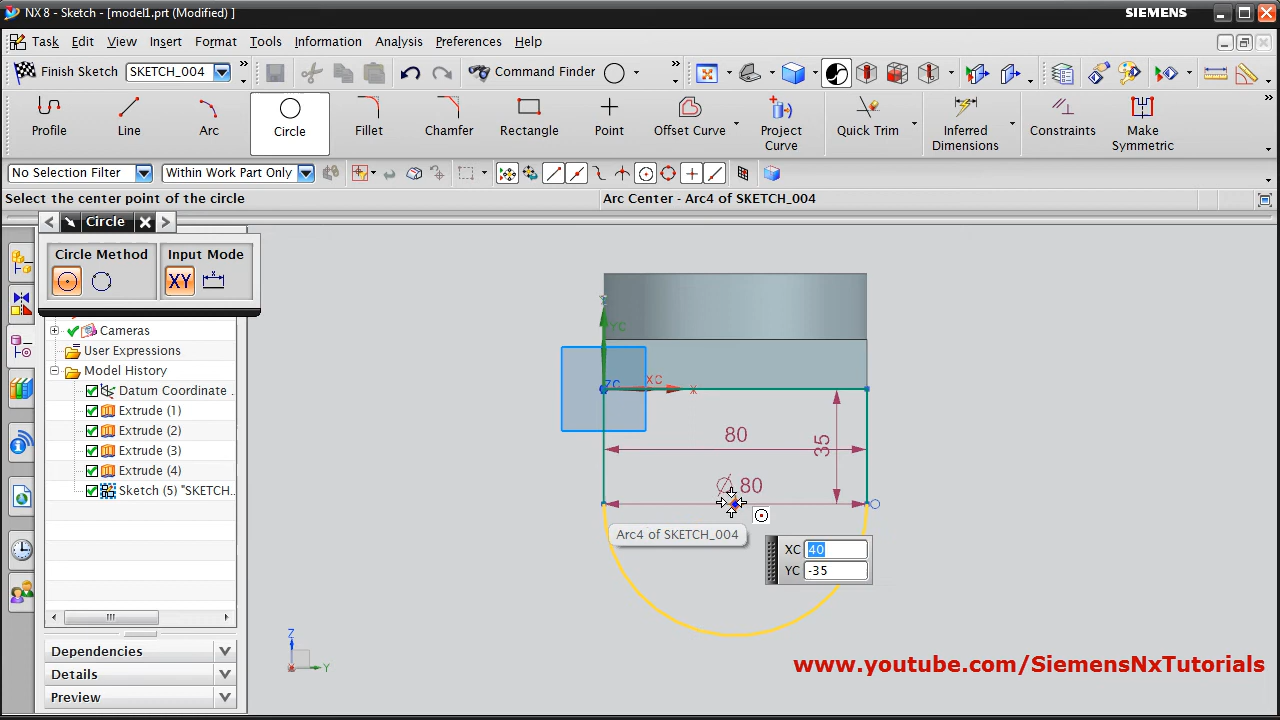 NX 8 - Sketch - [model1.prt (Modified) ]
SIEMENS
Task Edit View Insert Format Tools Information Analysis Preferences Help
Finish Sketch SKETCH_004 Command Finder
Profile Line Arc Circle Fillet Chamfer Rectangle Point Offset Curve Project Curve Quick Trim Inferred Dimensions Constraints Make Symmetric
No Selection Filter Within Work Part Only
Select the center point of the circle
Arc Center - Arc4 of SKETCH_004
Circle
Circle Method Input Mode
XY
Cameras
User Expressions
Model History
Datum Coordinate
Extrude (1)
Extrude (2)
Extrude (3)
Extrude (4)
Sketch (5) "SKETCH...
Dependencies
Details
Preview
YC
ZC
XC
X
80
35
Ø 80
Arc4 of SKETCH_004
XC 40
YC -35
Z
X
Y
www.youtube.com/SiemensNxTutorials